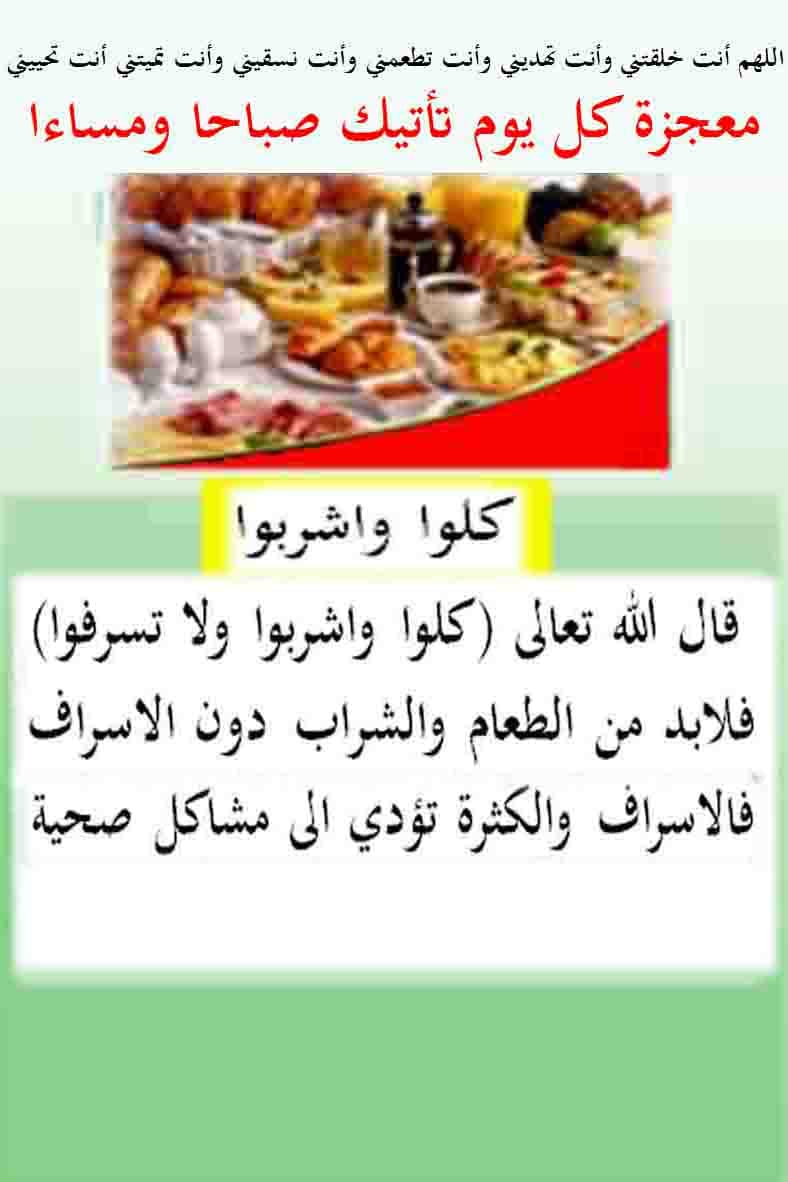 اللهم أنت خلقتني وأنت تهديني وأنت تطعمني وأنت نسقيني وأنت تميتني أنت تحييني
معجزة كل يوم تأتيك صباحا ومساءا
كلوا واشربوا
قال الله تعالى (كلوا واشربوا ولا تسرفوا)
فلابد من الطعام والشراب دون الاسراف
فالاسراف والكثرة تؤدي الى مشاكل صحية